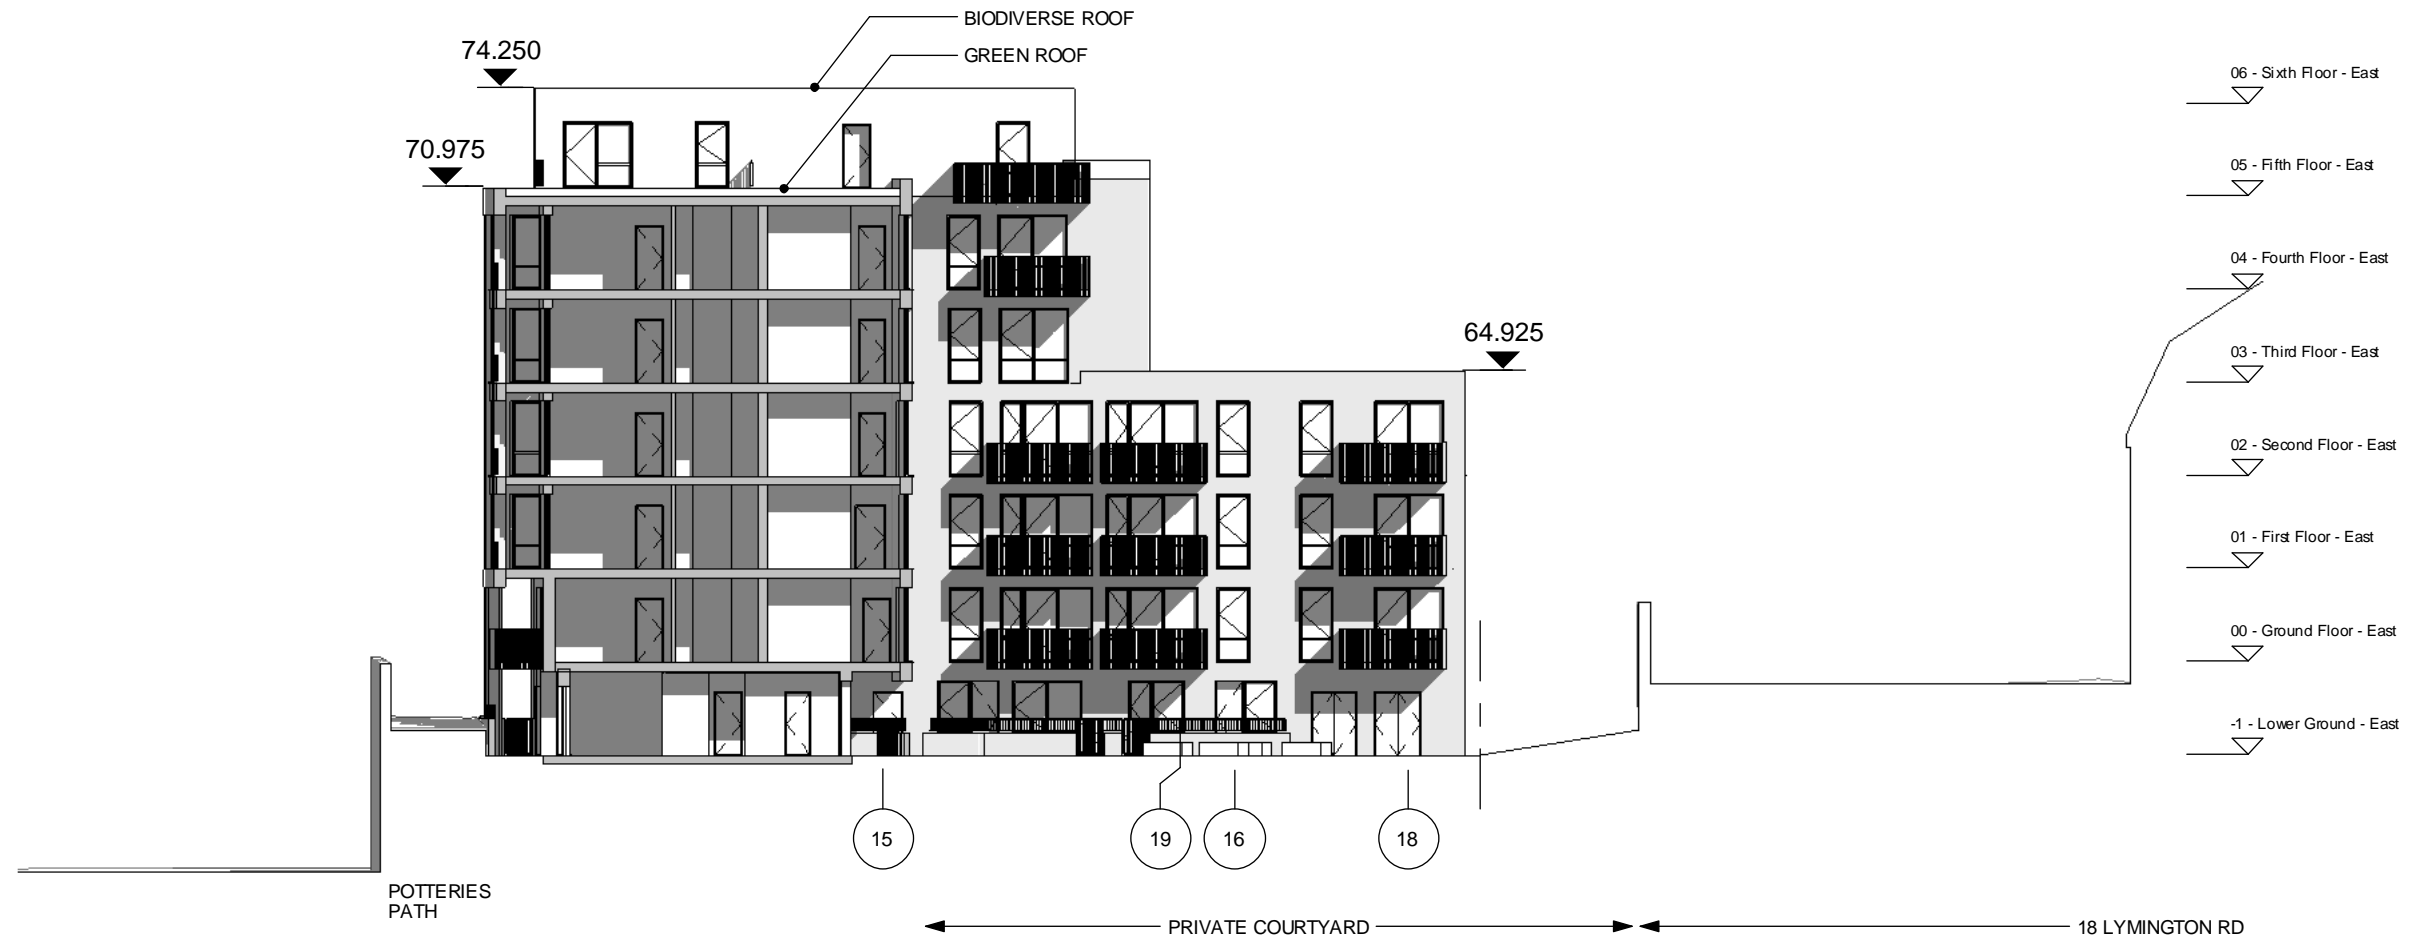 BIODIVERSE ROOF
74.250
GREEN ROOF
06 - Sixth Floor - East
70.975
05 - Fifth Floor - East
04 - Fourth Floor - East
64.925
03 - Third Floor - East
02 - Second Floor - East
01 - First Floor - East
00 - Ground Floor - East
-1 - Lower Ground - East
15
19
16
18
POTTERIES
PATH
PRIVATE COURTYARD
18 LYMINGTON RD